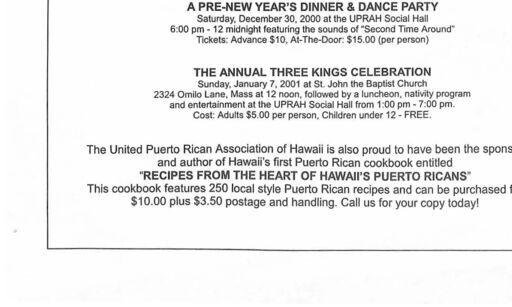 A PRE-NEW YEAR'S DINNER & DANCE PARTY
Saturday, December 30, 2000 at the UPRAH Social Hall
6:00 pm - 12 midnight featuring the sounds of "Second Time Around"
Tickets: Advance $10, At-The-Door: $15.00 (per person)
THE ANNUAL THREE KINGS CELEBRATION
Sunday, January 7, 2001 at St. John the Baptist Church
2324 Omilo Lane, Mass at 12 noon, followed by a luncheon, nativity program
and entertainment at the UPRAH Social Hall from 1:00 pm - 7:00 pm.
Cost: Adults $5.00 per person, Children under 12 - FREE.
The United Puerto Rican Association of Hawaii is also proud to have been the spons
and author of Hawaii's first Puerto Rican cookbook entitled
"RECIPES FROM THE HEART OF HAWAII'S PUERTO RICANS"
This cookbook features 250 local style Puerto Rican recipes and can be purchased f
$10.00 plus $3.50 postage and handling. Call us for your copy today!